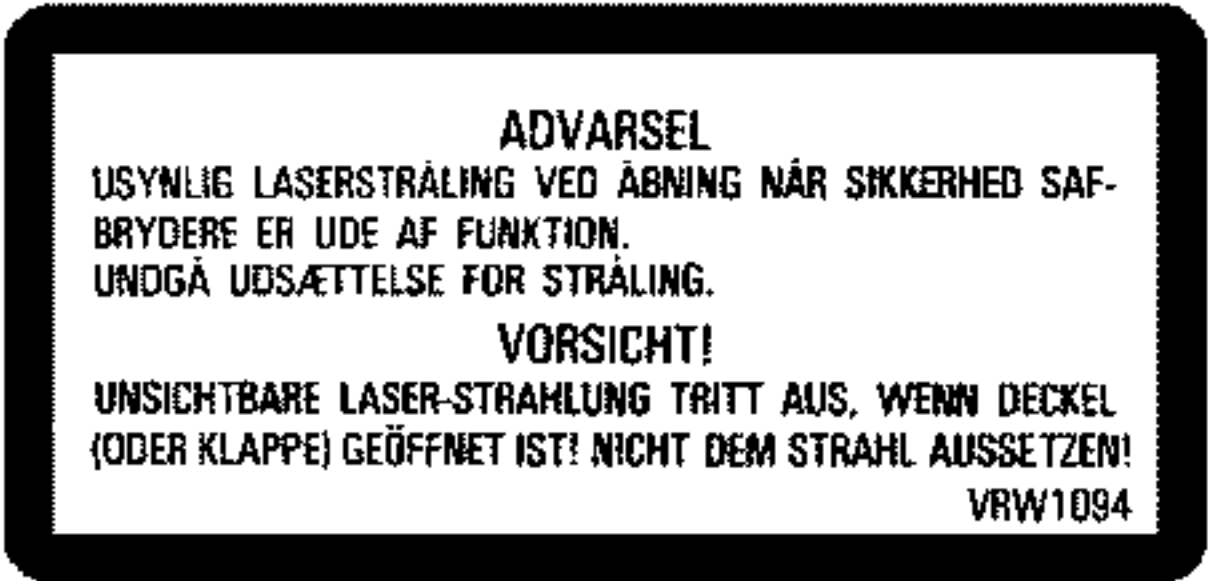 ADVARSEL
USYNLIG LASERSTRÅLING VED ÅBNING NÅR SIKKERHED SAF-
BRYDERE ER UDE AF FUNKTION.
UNDGÅ UDSÆTTELSE FOR STRÅLING.
VORSICHT!
UNSICHTBARE LASER-STRAHLUNG TRITT AUS, WENN DECKEL
(ODER KLAPPE) GEÖFFNET IST! NICHT DEM STRAHL AUSSETZEN!
VRW1094